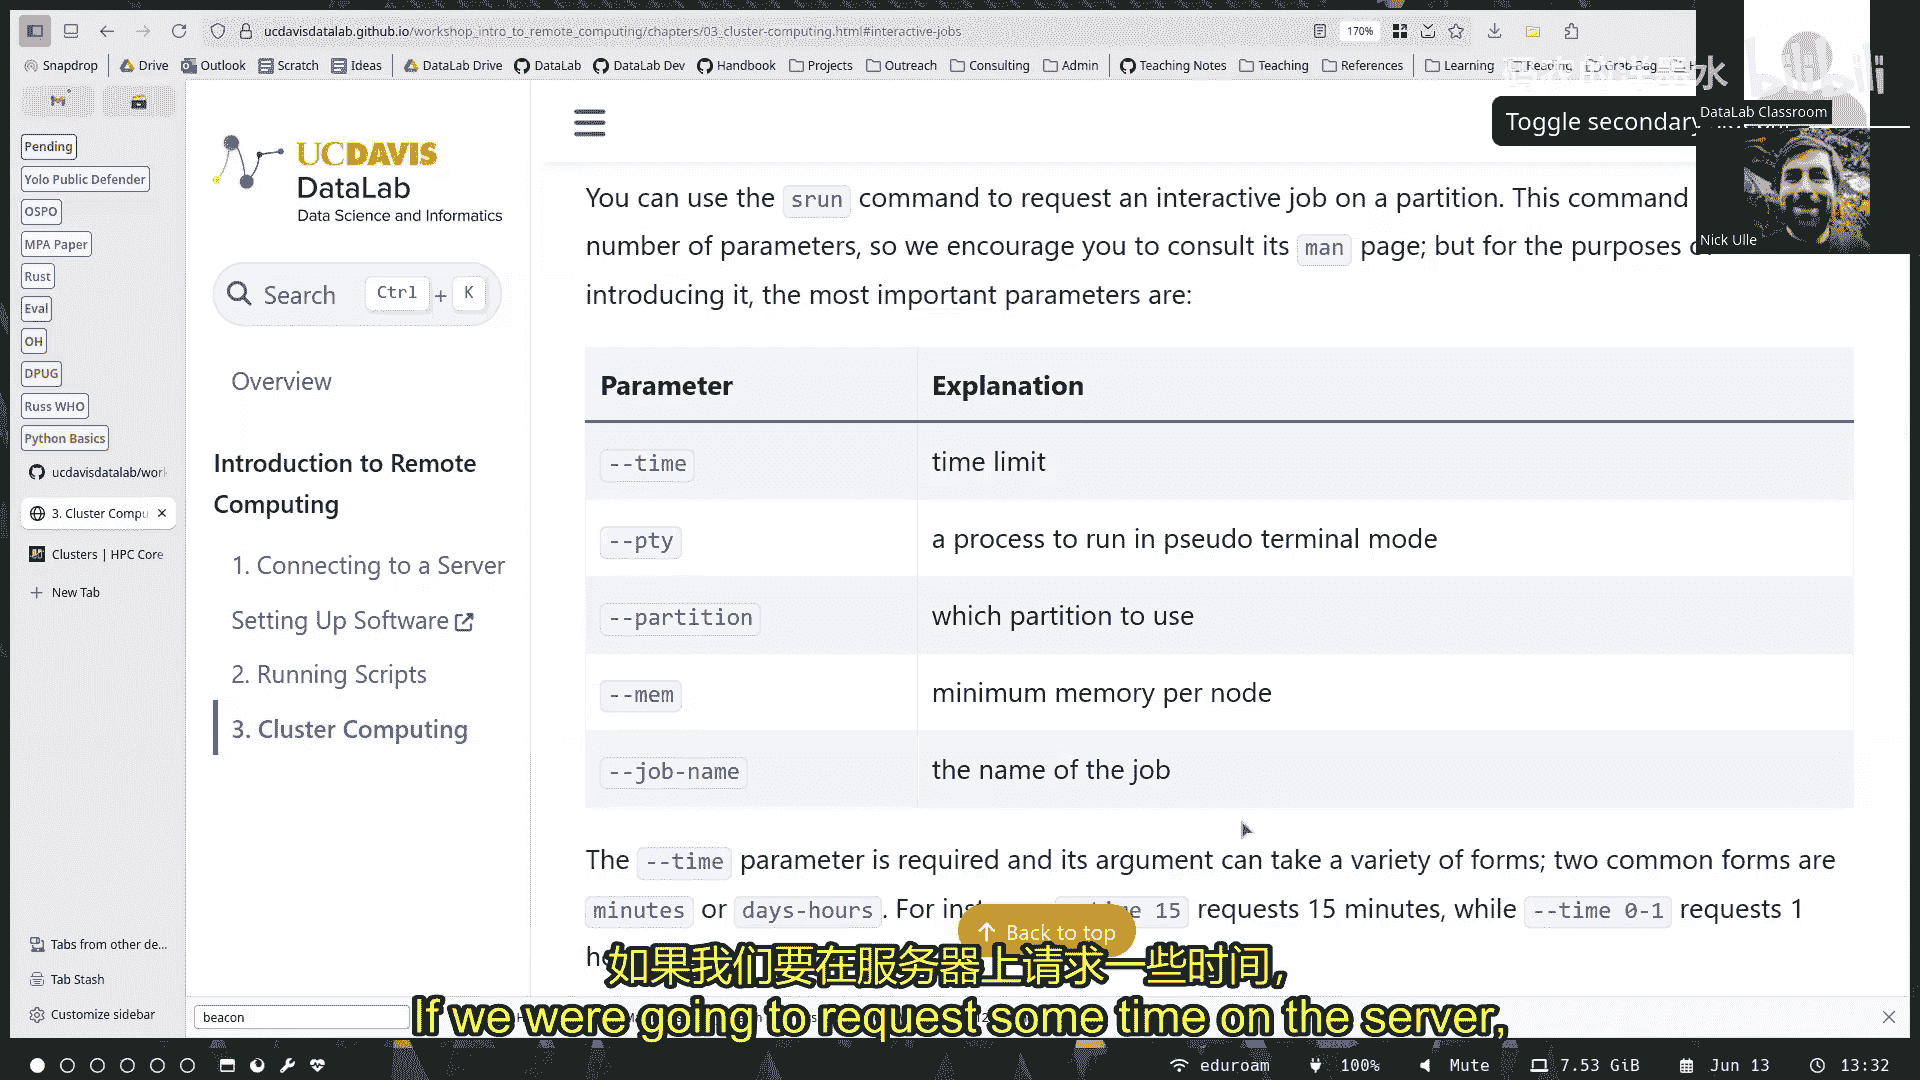 ucdavisdatalab.github.io/workshop_intro_to_remote_computing/chapters/03_cluster-computing.html#interactive-jobs
170%
Snapdrop
Drive
Outlook
Scratch
Ideas
DataLab Drive
DataLab
DataLab Dev
Handbook
Projects
Outreach
Consulting
Admin
Teaching Notes
Teaching
References
Learning
Reading
Grab Bag
bilibili
DataLab Classroom
Nick Ulle
Toggle secondary
Pending
Yolo Public Defender
OSPO
MPA Paper
Rust
Eval
OH
DPUG
Russ WHO
Python Basics
ucdavisdatalab/wor
3. Cluster Compu
Clusters | HPC Core
New Tab
Tabs from other de...
Tab Stash
Customize sidebar
UCDAVIS
DataLab
Data Science and Informatics
Search Ctrl + K
Overview
Introduction to Remote
Computing
1. Connecting to a Server
Setting Up Software
2. Running Scripts
3. Cluster Computing
You can use the srun command to request an interactive job on a partition. This command
number of parameters, so we encourage you to consult its man page; but for the purposes
introducing it, the most important parameters are:
Parameter Explanation
--time time limit
--pty a process to run in pseudo terminal mode
--partition which partition to use
--mem minimum memory per node
--job-name the name of the job
The --time parameter is required and its argument can take a variety of forms; two common forms are
minutes or days-hours. For 15 requests 15 minutes, while --time 0-1 requests 1
Back to top
如果我们要在服务器上请求一些时间,
If we were going to request some time on the server,
beacon
eduroam
100%
Mute
7.53 GiB
Jun 13
13:32